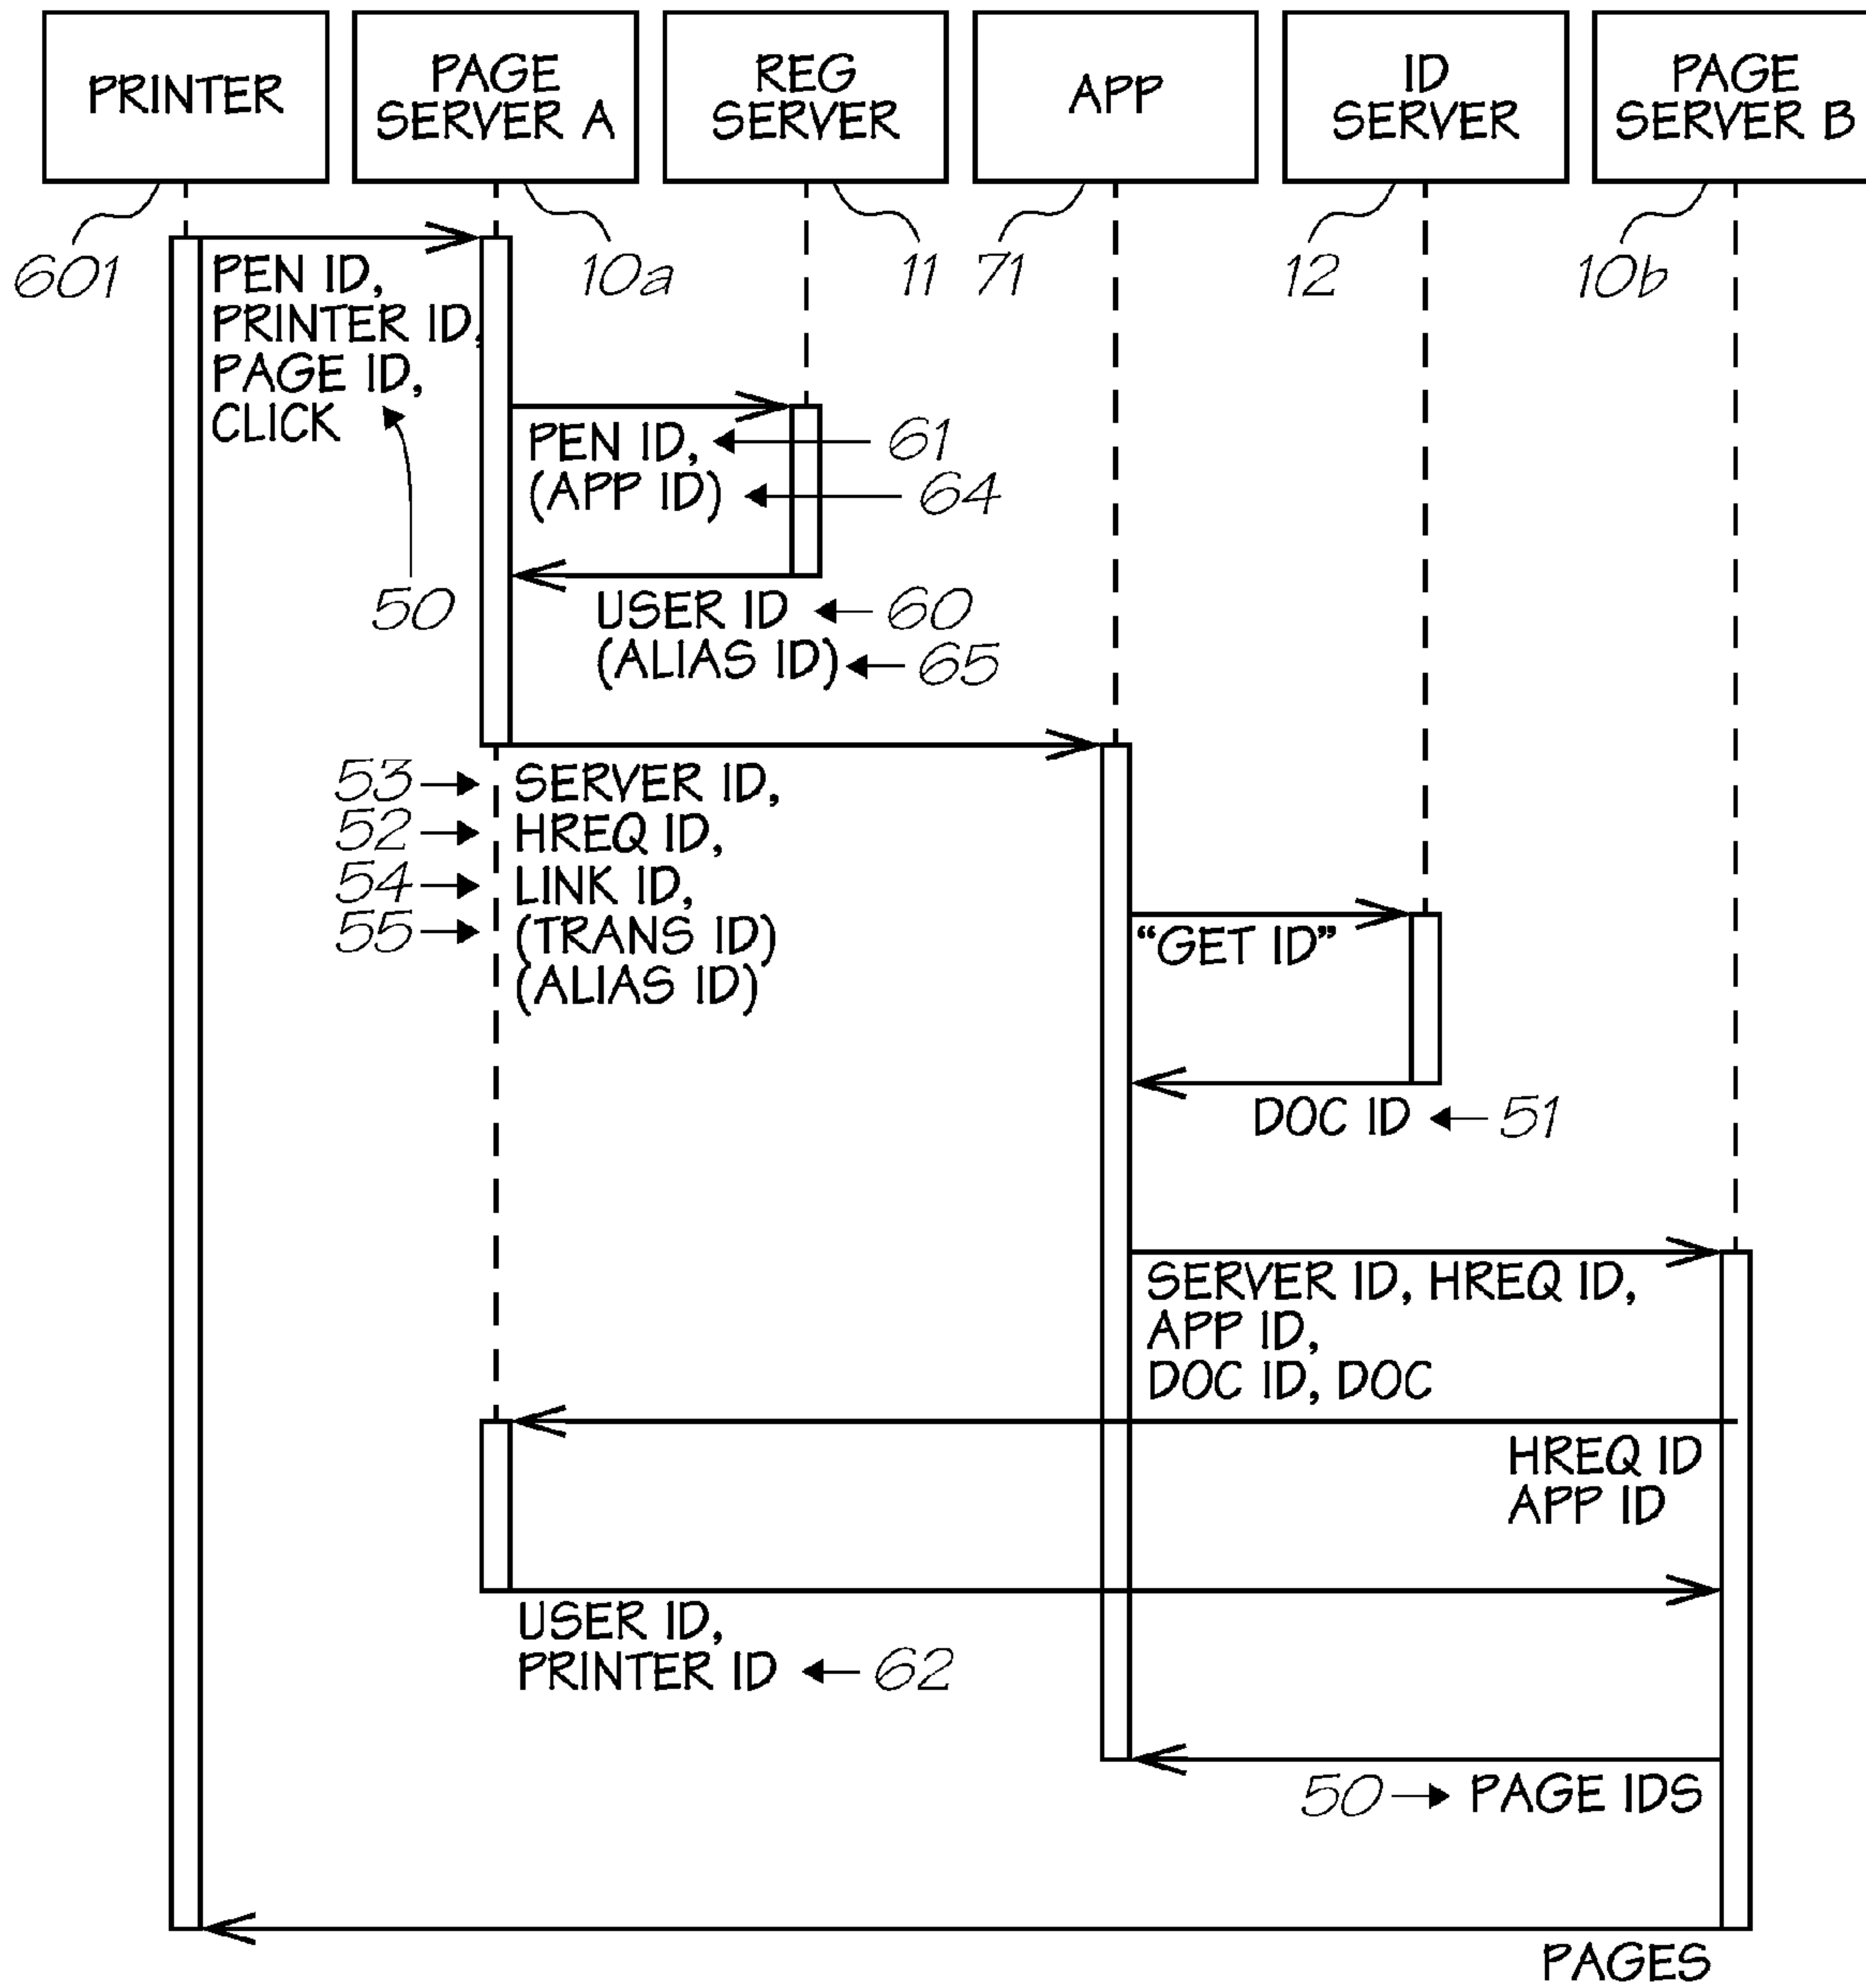 PRINTER
PAGE
SERVER A
REG
SERVER
APP
ID
SERVER
PAGE
SERVER B
601
10a
11
71
12
10b
PEN ID,
PRINTER ID,
PAGE ID,
CLICK
50
PEN ID,
61
(APP ID)
64
USER ID
60
(ALIAS ID)
65
53
SERVER ID,
52
HREQ ID,
54
LINK ID,
55
(TRANS ID)
(ALIAS ID)
“GET ID”
DOC ID
51
SERVER ID, HREQ ID,
APP ID,
DOC ID, DOC
HREQ ID
APP ID
USER ID,
PRINTER ID
62
50
PAGE IDS
PAGES